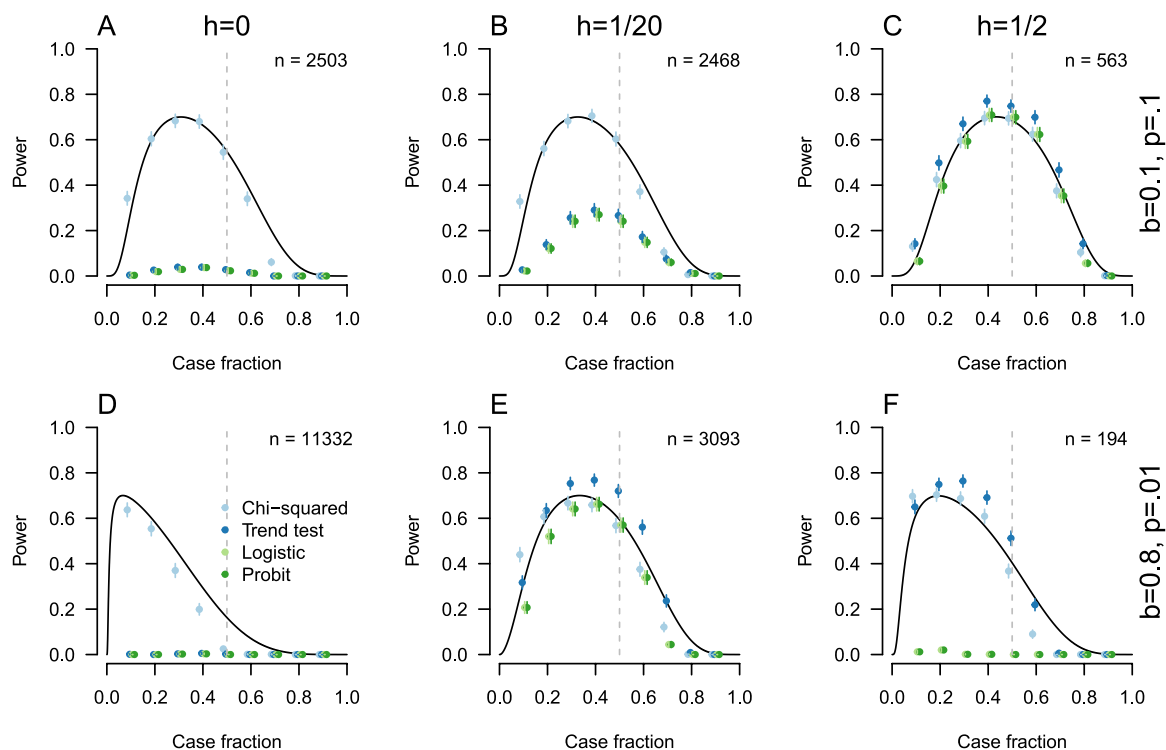 A
h=0
B
h=1/20
C
h=1/2
n = 2503
n = 2468
n = 563
b=0.1, p=.1
Power
1.0
0.8
0.6
0.4
0.2
0.0
0.0 0.2 0.4 0.6 0.8 1.0
Case fraction
Power
1.0
0.8
0.6
0.4
0.2
0.0
0.0 0.2 0.4 0.6 0.8 1.0
Case fraction
Power
1.0
0.8
0.6
0.4
0.2
0.0
0.0 0.2 0.4 0.6 0.8 1.0
Case fraction
D
E
F
n = 11332
n = 3093
n = 194
b=0.8, p=.01
Power
1.0
0.8
0.6
0.4
0.2
0.0
Chi−squared
Trend test
Logistic
Probit
0.0 0.2 0.4 0.6 0.8 1.0
Case fraction
Power
1.0
0.8
0.6
0.4
0.2
0.0
0.0 0.2 0.4 0.6 0.8 1.0
Case fraction
Power
1.0
0.8
0.6
0.4
0.2
0.0
0.0 0.2 0.4 0.6 0.8 1.0
Case fraction